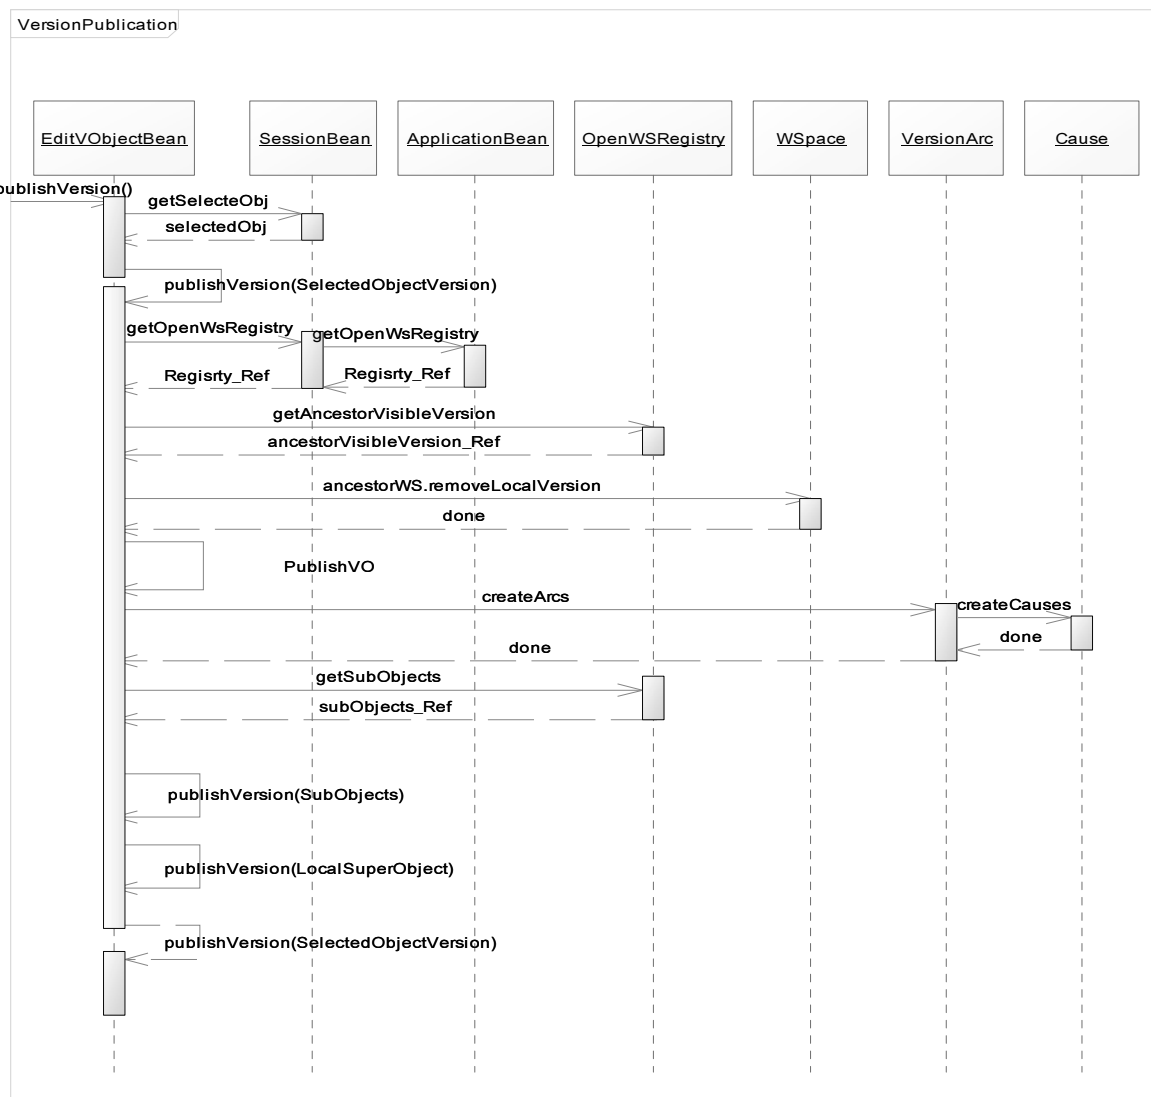 VersionPublication
EditVObjectBean
SessionBean
ApplicationBean
OpenWSRegistry
WSpace
VersionArc
Cause
publishVersion()
getSelecteObj
selectedObj
publishVersion(SelectedObjectVersion)
getOpenWsRegistry
getOpenWsRegistry
Regisrty_Ref
Regisrty_Ref
getAncestorVisibleVersion
ancestorVisibleVersion_Ref
ancestorWS.removeLocalVersion
done
PublishVO
createArcs
createCauses
done
done
getSubObjects
subObjects_Ref
publishVersion(SubObjects)
publishVersion(LocalSuperObject)
publishVersion(SelectedObjectVersion)